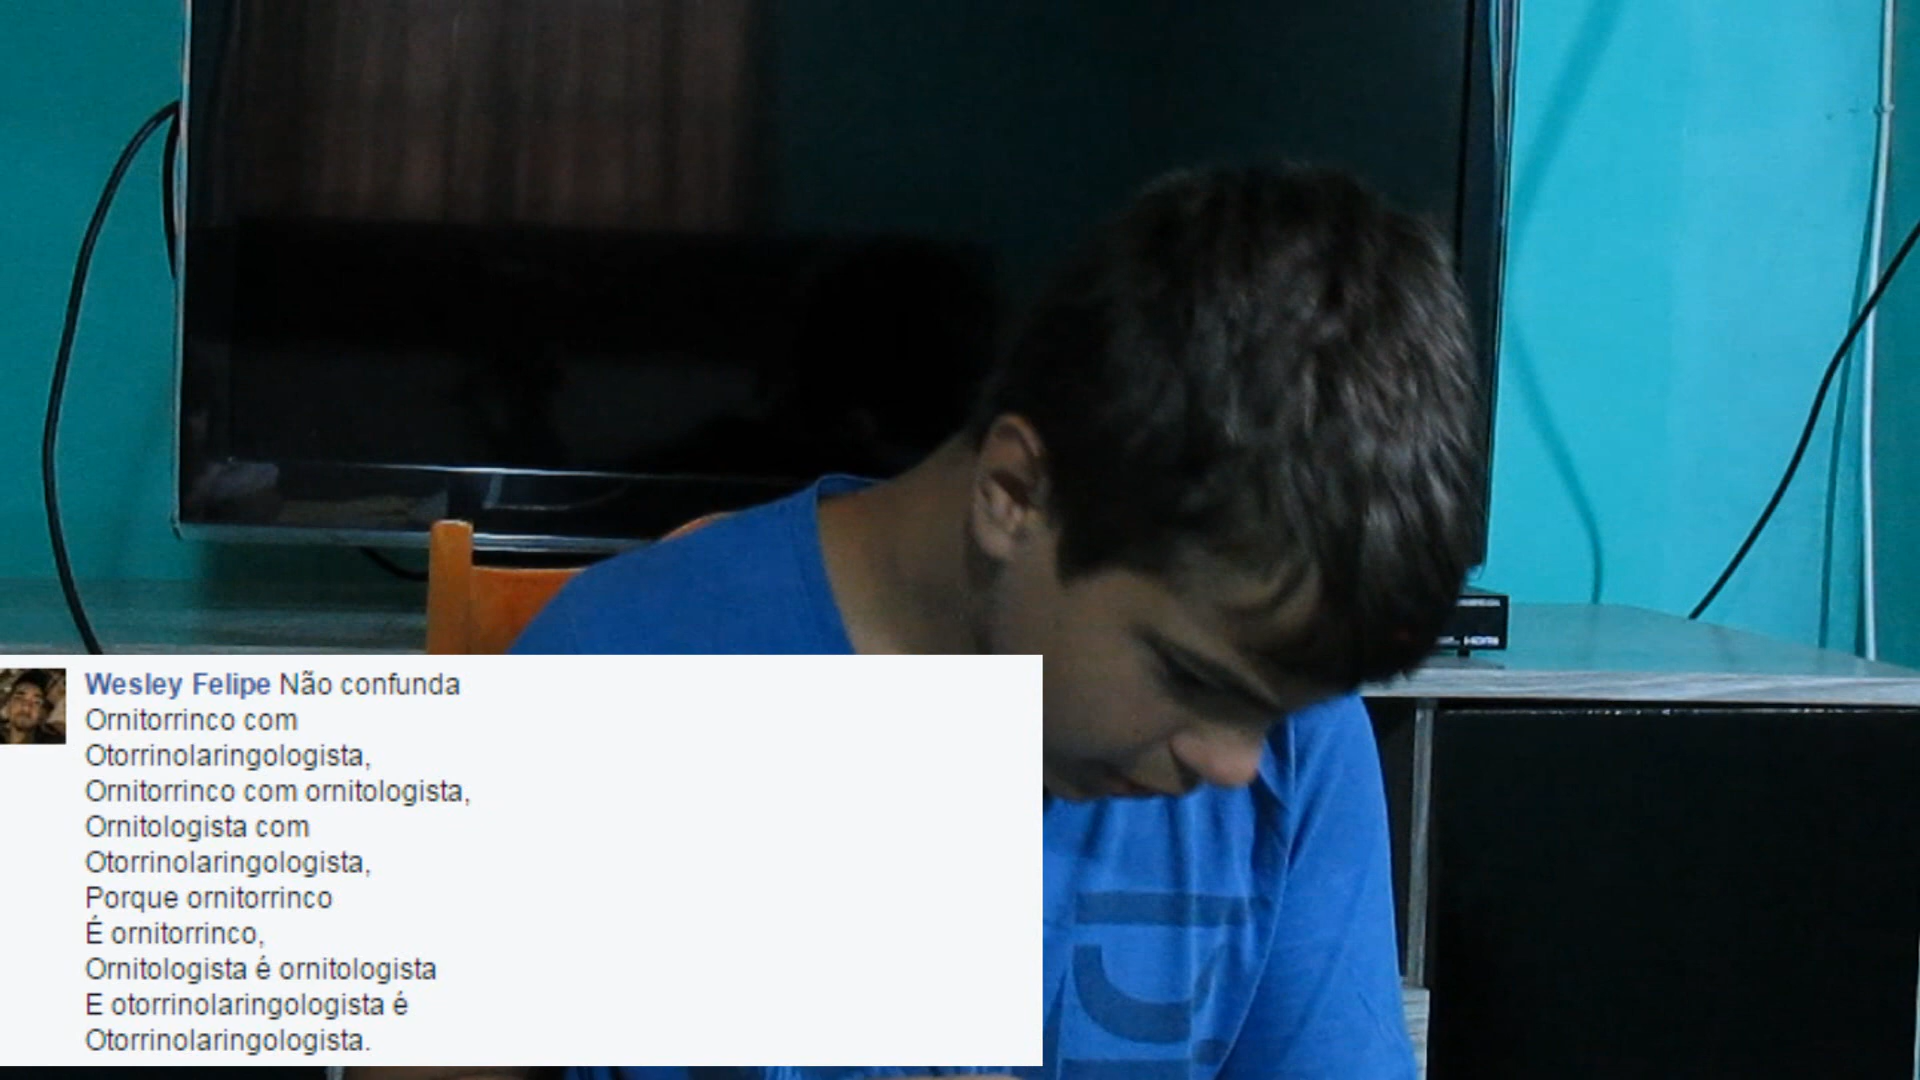 Wesley Felipe Não confunda
Ornitorrinco com
Otorrinolaringologista,
Ornitorrinco com ornitologista,
Ornitologista com
Otorrinolaringologista,
Porque ornitorrinco
É ornitorrinco,
Ornitologista é ornitologista
E otorrinolaringologista é
Otorrinolaringologista.
HDMI